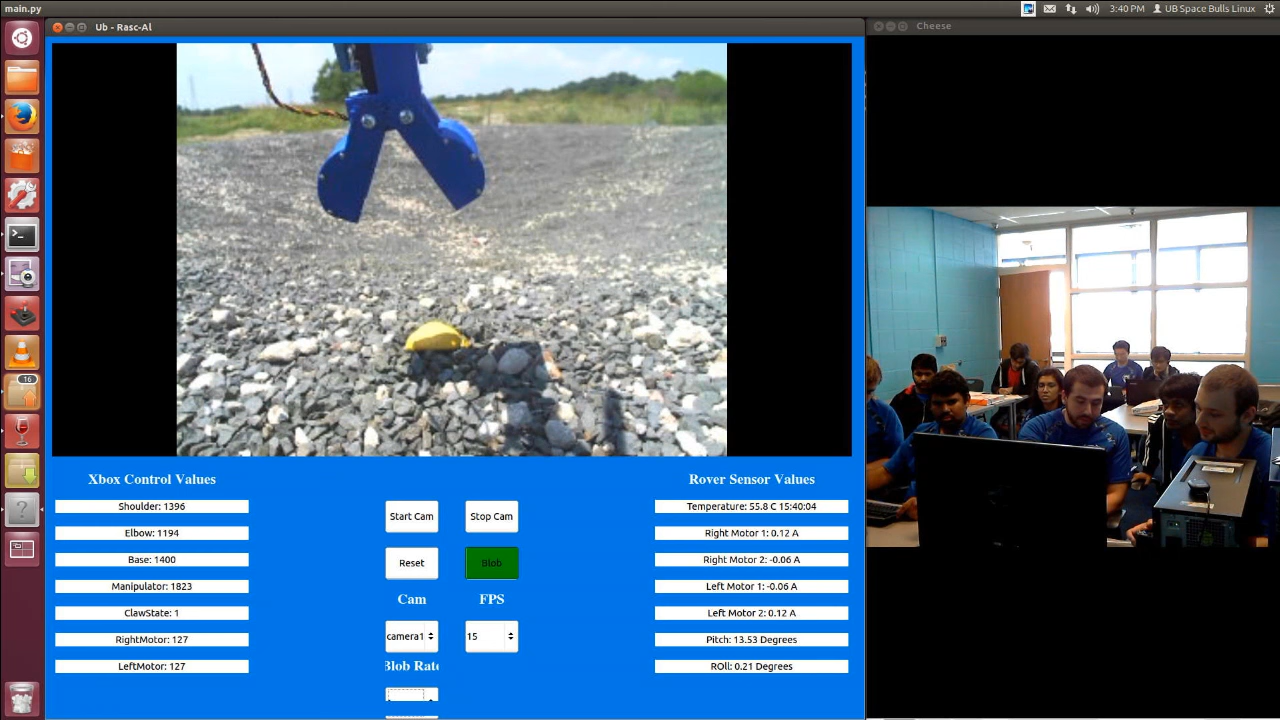 main.py
3:40 PM
UB Space Bulls Linux
Ub - Rasc-Al
Cheese
16
Xbox Control Values
Shoulder: 1396
Elbow: 1194
Base: 1400
Manipulator: 1823
ClawState: 1
RightMotor: 127
LeftMotor: 127
Start Cam
Stop Cam
Reset
Blob
Cam
FPS
camera1
15
Blob Rate
Rover Sensor Values
Temperature: 55.8 C 15:40:04
Right Motor 1: 0.12 A
Right Motor 2: -0.06 A
Left Motor 1: -0.06 A
Left Motor 2: 0.12 A
Pitch: 13.53 Degrees
ROll: 0.21 Degrees